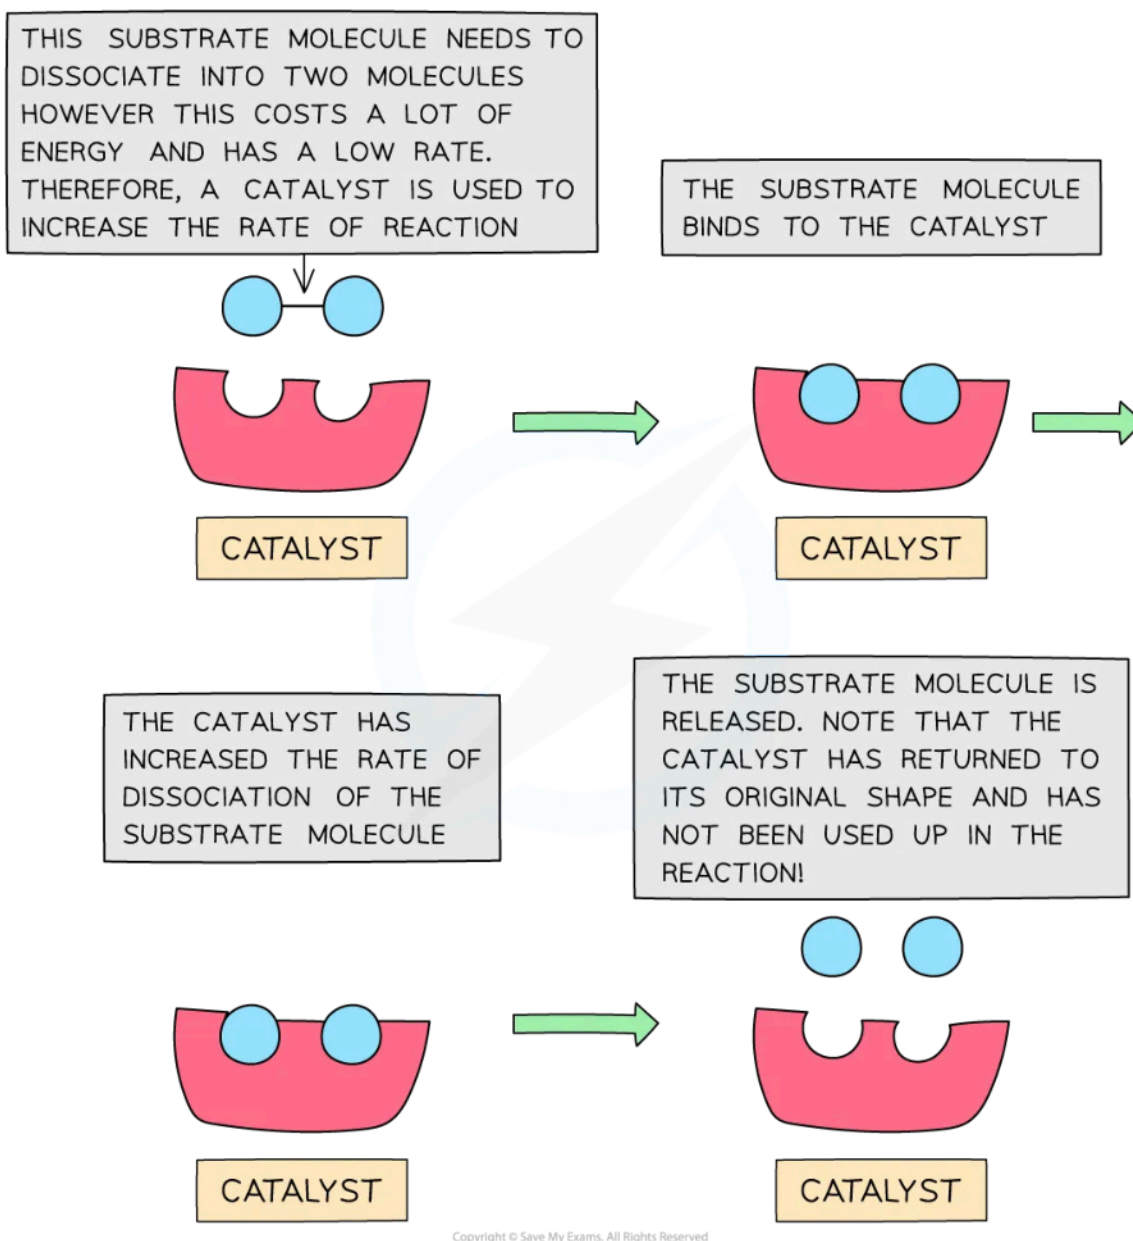 THIS SUBSTRATE MOLECULE NEEDS TO
DISSOCIATE INTO TWO MOLECULES
HOWEVER THIS COSTS A LOT OF
ENERGY AND HAS A LOW RATE.
THEREFORE, A CATALYST IS USED TO
INCREASE THE RATE OF REACTION
THE SUBSTRATE MOLECULE
BINDS TO THE CATALYST
CATALYST
CATALYST
THE CATALYST HAS
INCREASED THE RATE OF
DISSOCIATION OF THE
SUBSTRATE MOLECULE
THE SUBSTRATE MOLECULE IS
RELEASED. NOTE THAT THE
CATALYST HAS RETURNED TO
ITS ORIGINAL SHAPE AND HAS
NOT BEEN USED UP IN THE
REACTION!
CATALYST
CATALYST
Copyright © Save My Exams. All Rights Reserved